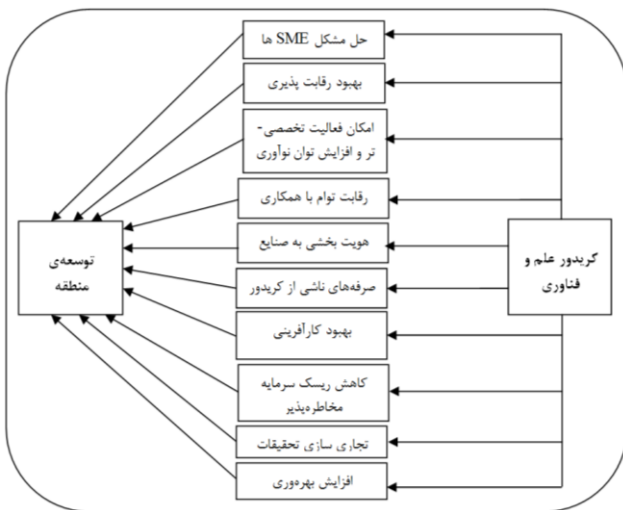 حل مشکل SME ها
بهبود رقابت پذیری
امکان فعالیت تخصصی-
تر و افزایش توان نوآوری
رقابت توام با همکاری
هویت بخشی به صنایع
صرفه‌های ناشی از کریدور
بهبود کارآفرینی
کاهش ریسک سرمایه
مخاطره‌پذیر
تجاری سازی تحقیقات
افزایش بهره‌وری
کریدور علم و
فناوری
توسعه‌ی
منطقه